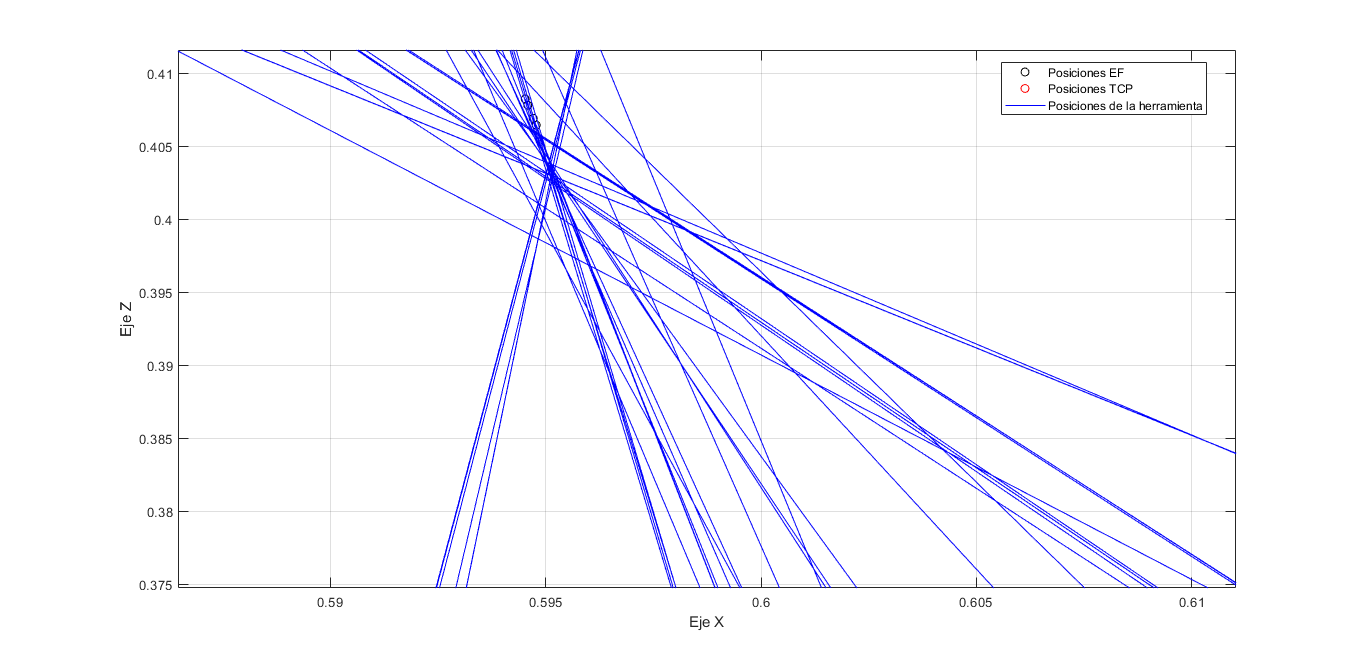 0.41
0.405
0.4
0.395
0.39
0.385
0.38
0.375
Eje Z
0.59
0.595
0.6
0.605
0.61
Eje X
Posiciones EF
Posiciones TCP
Posiciones de la herramienta